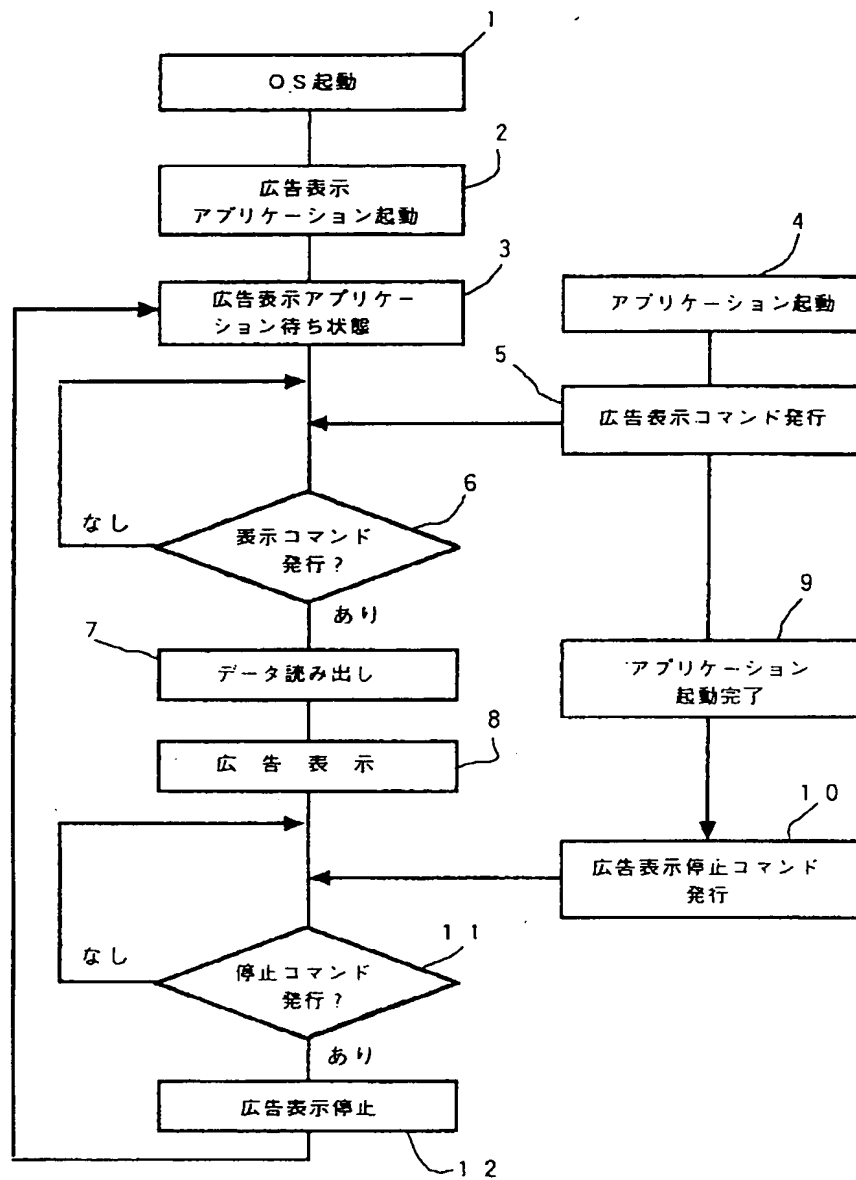 1
OS起動
2
広告表示
アプリケーション起動
3
広告表示アプリケー
ション待ち状態
4
アプリケーション起動
5
広告表示コマンド発行
6
表示コマンド
発行?
なし
あり
7
データ読み出し
8
広告表示
9
アプリケーション
起動完了
10
広告表示停止コマンド
発行
11
停止コマンド
発行?
なし
あり
広告表示停止
12